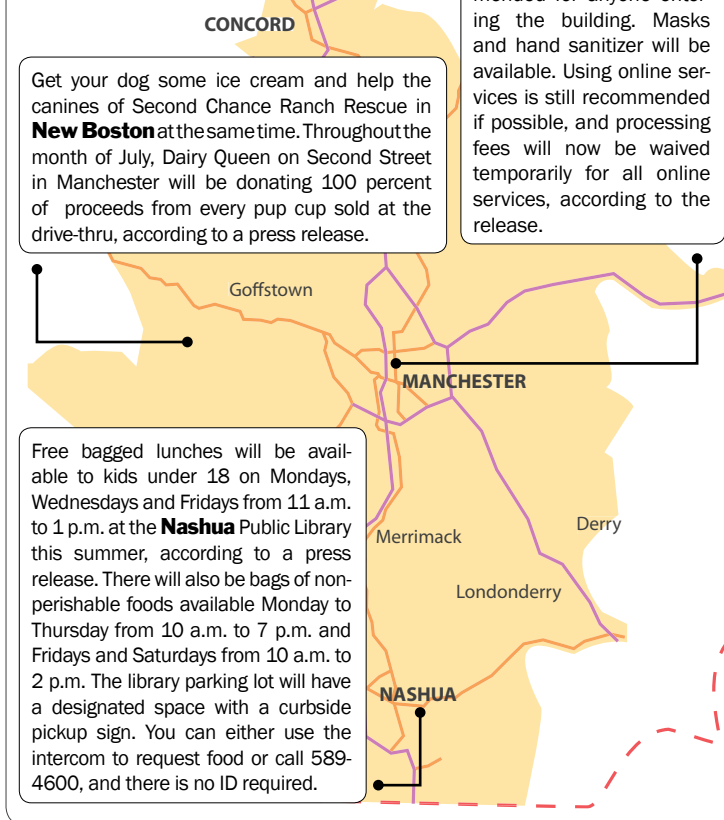 CONCORD
Get your dog some ice cream and help the
canines of Second Chance Ranch Rescue in
New Boston at the same time. Throughout the
month of July, Dairy Queen on Second Street
in Manchester will be donating 100 percent
of proceeds from every pup cup sold at the
drive-thru, according to a press release.
mended for anyone enter-
ing the building. Masks
and hand sanitizer will be
available. Using online ser-
vices is still recommended
if possible, and processing
fees will now be waived
temporarily for all online
services, according to the
release.
Goffstown
MANCHESTER
Free bagged lunches will be avail-
able to kids under 18 on Mondays,
Wednesdays and Fridays from 11 a.m.
to 1 p.m. at the Nashua Public Library
this summer, according to a press
release. There will also be bags of non-
perishable foods available Monday to
Thursday from 10 a.m. to 7 p.m. and
Fridays and Saturdays from 10 a.m. to
2 p.m. The library parking lot will have
a designated space with a curbside
pickup sign. You can either use the
intercom to request food or call 589-
4600, and there is no ID required.
Merrimack
Derry
Londonderry
NASHUA